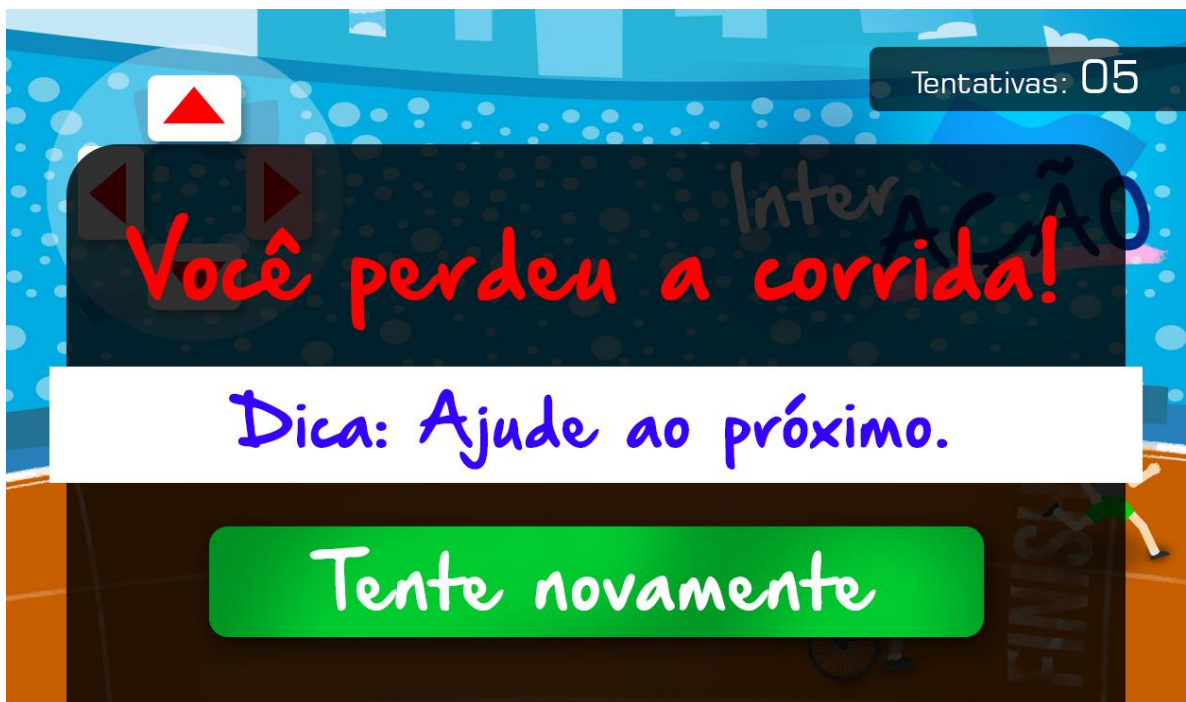 Tentativas: 05
Inter
AÇÃO
Você perdeu a corrida!
Dica: Ajude ao próximo.
Tente novamente
FINISH